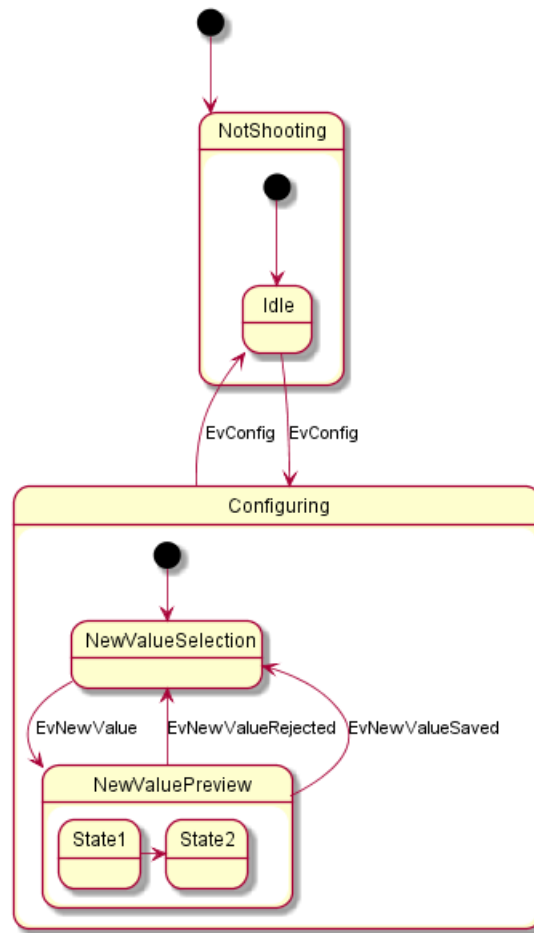 NotShooting
Idle
EvConfig EvConfig
Configuring
NewValueSelection
EvNewValue EvNewValueRejected EvNewValueSaved
NewValuePreview
State1 State2